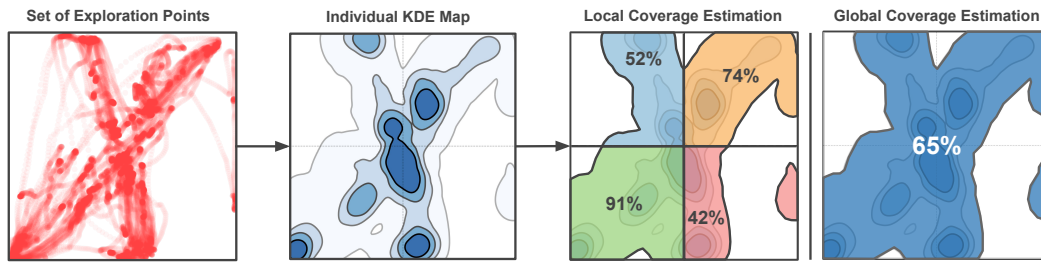 Set of Exploration Points
Individual KDE Map
Local Coverage Estimation
Global Coverage Estimation
52%
74%
91%
42%
65%